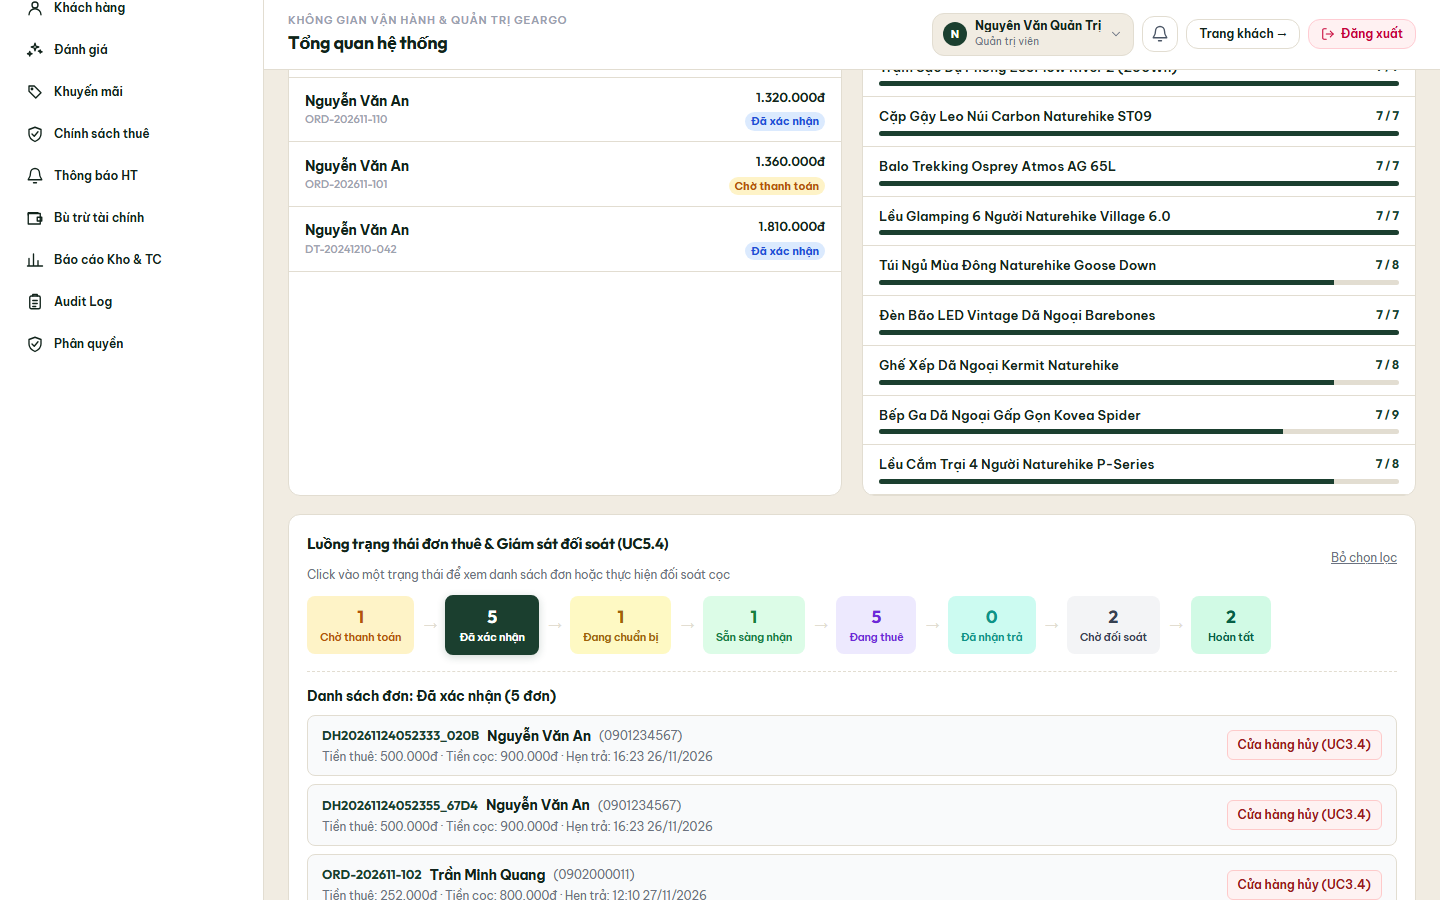 Khách hàng
Đánh giá
Khuyến mãi
Chính sách thuê
Thông báo HT
Bù trừ tài chính
Báo cáo Kho & TC
Audit Log
Phân quyền
KHÔNG GIAN VẬN HÀNH & QUẢN TRỊ GEARGO
Tổng quan hệ thống
N
Nguyễn Văn Quản Trị
Quản trị viên
Trang khách →
Đăng xuất
Nguyễn Văn An
1.320.000đ
ORD-202611-110
Đã xác nhận
Nguyễn Văn An
1.360.000đ
ORD-202611-101
Chờ thanh toán
Nguyễn Văn An
1.810.000đ
DT-20241210-042
Đã xác nhận
Cặp Gậy Leo Núi Carbon Naturehike ST09
7 / 7
Balo Trekking Osprey Atmos AG 65L
7 / 7
Lều Glamping 6 Người Naturehike Village 6.0
7 / 7
Túi Ngủ Mùa Đông Naturehike Goose Down
7 / 8
Đèn Bão LED Vintage Dã Ngoại Barebones
7 / 7
Ghế Xếp Dã Ngoại Kermit Naturehike
7 / 8
Bếp Ga Dã Ngoại Gấp Gọn Kovea Spider
7 / 9
Lều Cắm Trại 4 Người Naturehike P-Series
7 / 8
Luồng trạng thái đơn thuê & Giám sát đối soát (UC5.4)
Click vào một trạng thái để xem danh sách đơn hoặc thực hiện đối soát cọc
Bỏ chọn lọc
1
Chờ thanh toán
→
5
Đã xác nhận
→
1
Đang chuẩn bị
→
1
Sẵn sàng nhận
→
5
Đang thuê
→
0
Đã nhận trả
→
2
Chờ đối soát
→
2
Hoàn tất
Danh sách đơn: Đã xác nhận (5 đơn)
DH20261124052333_020B Nguyễn Văn An (0901234567)
Tiền thuê: 500.000đ · Tiền cọc: 900.000đ · Hẹn trả: 16:23 26/11/2026
Cửa hàng hủy (UC3.4)
DH20261124052355_67D4 Nguyễn Văn An (0901234567)
Tiền thuê: 500.000đ · Tiền cọc: 900.000đ · Hẹn trả: 16:23 26/11/2026
Cửa hàng hủy (UC3.4)
ORD-202611-102 Trần Minh Quang (0902000011)
Tiền thuê: 252.000đ · Tiền cọc: 800.000đ · Hẹn trả: 12:10 27/11/2026
Cửa hàng hủy (UC3.4)